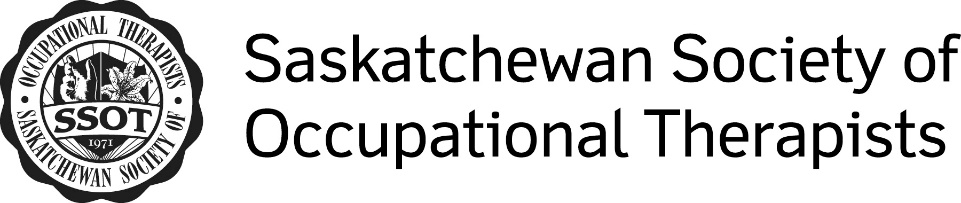 OCCUPATIONAL THERAPISTS
SASKATCHEWAN SOCIETY OF
SSOT
1971
Saskatchewan Society of
Occupational Therapists